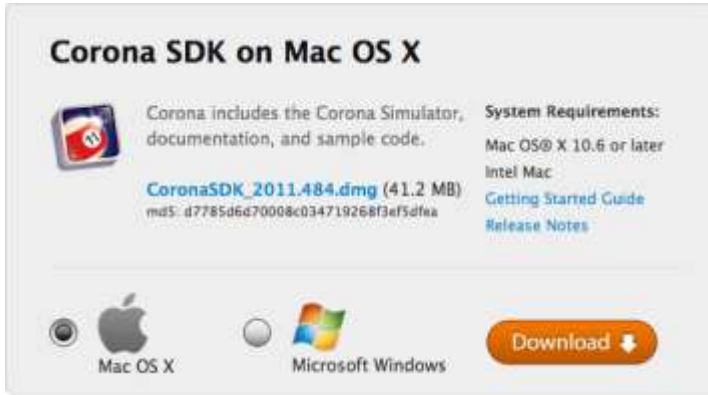 Corona SDK on Mac OS X
11
Corona includes the Corona Simulator,
documentation, and sample code.
CoronaSDK_2011.484.dmg (41.2 MB)
md5: d7785d6d70008c034719268f3ef5dfea
System Requirements:
Mac OS® X 10.6 or later
Intel Mac
Getting Started Guide
Release Notes
Mac OS X
Microsoft Windows
Download